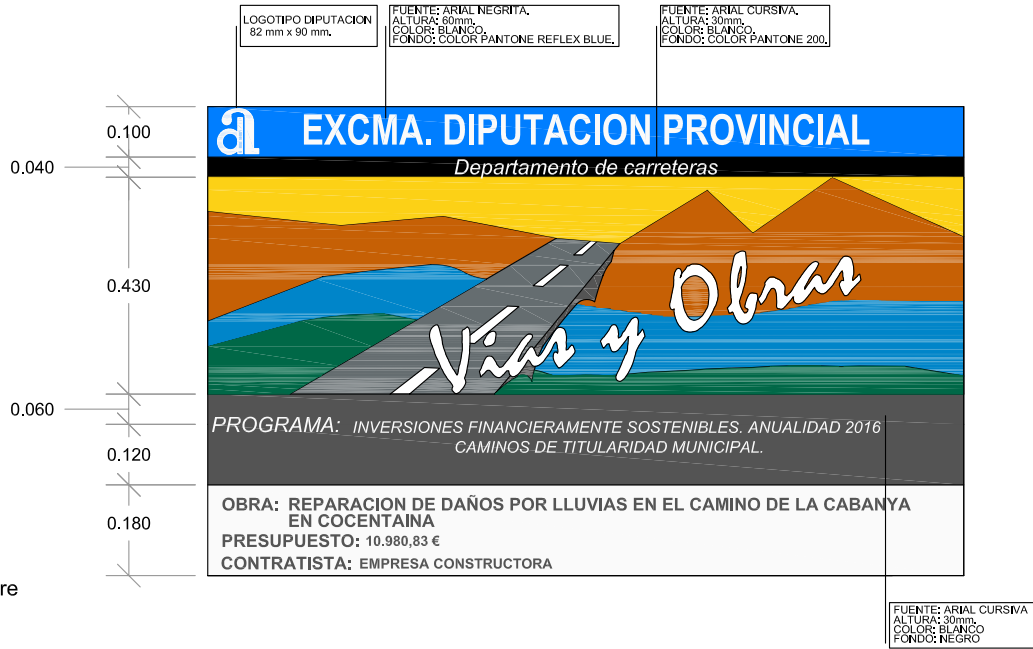 LOGOTIPO DIPUTACION
82 mm x 90 mm.
FUENTE: ARIAL NEGRITA.
ALTURA: 60mm.
COLOR: BLANCO.
FONDO: COLOR PANTONE REFLEX BLUE.
FUENTE: ARIAL CURSIVA.
ALTURA: 30mm.
COLOR: BLANCO.
FONDO: COLOR PANTONE 200.
0.100
0.040
0.430
0.060
0.120
0.180
aL EXCMA. DIPUTACION PROVINCIAL
Departamento de carreteras
Vias y Obras
PROGRAMA: INVERSIONES FINANCIERAMENTE SOSTENIBLES. ANUALIDAD 2016
CAMINOS DE TITULARIDAD MUNICIPAL.
OBRA: REPARACION DE DAÑOS POR LLUVIAS EN EL CAMINO DE LA CABANYA
EN COCENTAINA
PRESUPUESTO: 10.980,83 €
CONTRATISTA: EMPRESA CONSTRUCTORA
re
FUENTE: ARIAL CURSIVA
ALTURA: 30mm.
COLOR: BLANCO
FONDO: NEGRO